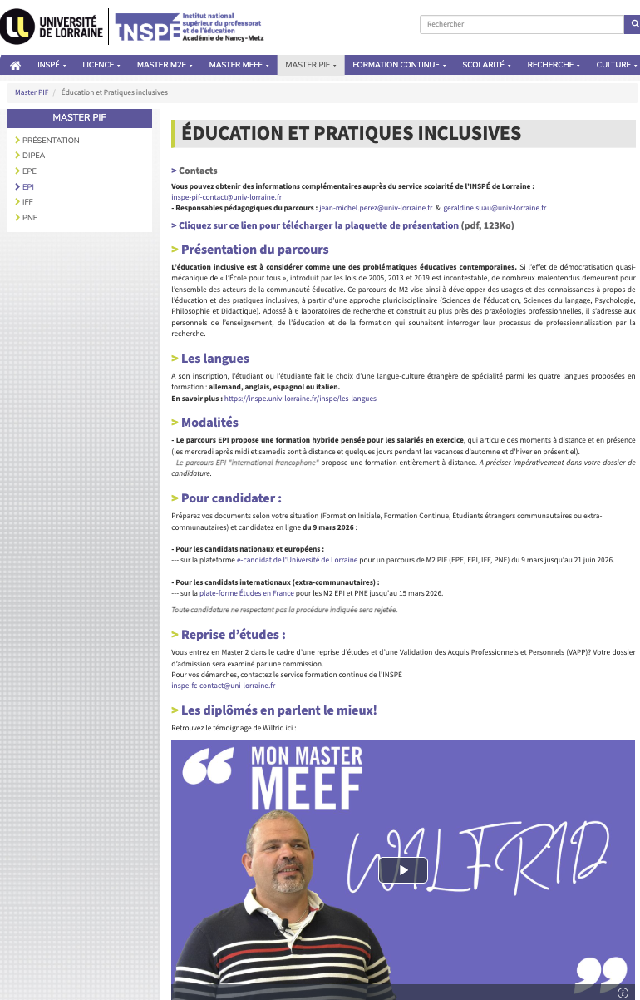 UNIVERSITÉ
DE LORRAINE
INSPÉ
Institut national
supérieur du professorat
et de l'éducation
Académie de Nancy-Metz
Rechercher
INSPÉ
LICENCE
MASTER M2E
MASTER MEEF
MASTER PIF
FORMATION CONTINUE
SCOLARITÉ
RECHERCHE
CULTURE
Master PIF / Éducation et Pratiques inclusives
MASTER PIF
PRÉSENTATION
DIPEA
EPE
EPI
IFF
PNE
ÉDUCATION ET PRATIQUES INCLUSIVES
> Contacts
Vous pouvez obtenir des informations complémentaires auprès du service scolarité de l'INSPÉ de Lorraine :
inspe-pif-contact@univ-lorraine.fr
- Responsables pédagogiques du parcours : jean-michel.perez@univ-lorraine.fr & geraldine.suau@univ-lorraine.fr
> Cliquez sur ce lien pour télécharger la plaquette de présentation (pdf, 123Ko)
> Présentation du parcours
L'éducation inclusive est à considérer comme une des problématiques éducatives contemporaines. Si l'effet de démocratisation quasi-
mécanique de « l'École pour tous », introduit par les lois de 2005, 2013 et 2019 est incontestable, de nombreux malentendus demeurent pour
l'ensemble des acteurs de la communauté éducative. Ce parcours de M2 vise ainsi à développer des usages et des connaissances à propos de
l'éducation et des pratiques inclusives, à partir d'une approche pluridisciplinaire (Sciences de l'éducation, Sciences du langage, Psychologie,
Philosophie et Didactique). Adossé à 6 laboratoires de recherche et construit au plus près des praxéologies professionnelles, il s'adresse aux
personnels de l'enseignement, de l'éducation et de la formation qui souhaitent interroger leur processus de professionnalisation par la
recherche.
> Les langues
A son inscription, l'étudiant ou l'étudiante fait le choix d'une langue-culture étrangère de spécialité parmi les quatre langues proposées en
formation : allemand, anglais, espagnol ou italien.
En savoir plus : https://inspe.univ-lorraine.fr/inspe/les-langues
> Modalités
- Le parcours EPI propose une formation hybride pensée pour les salariés en exercice, qui articule des moments à distance et en présence
(les mercredi après midi et samedis sont à distance et quelques jours pendant les vacances d'automne et d'hiver en présentiel).
- Le parcours EPI "international francophone" propose une formation entièrement à distance. A préciser impérativement dans votre dossier de
candidature.
> Pour candidater :
Préparez vos documents selon votre situation (Formation Initiale, Formation Continue, Étudiants étrangers communautaires ou extra-
communautaires) et candidatez en ligne du 9 mars 2026 :
- Pour les candidats nationaux et européens :
--- sur la plateforme e-candidat de l'Université de Lorraine pour un parcours de M2 PIF (EPE, EPI, IFF, PNE) du 9 mars jusqu'au 21 juin 2026.
- Pour les candidats internationaux (extra-communautaires) :
--- sur la plate-forme Études en France pour les M2 EPI et PNE jusqu'au 15 mars 2026.
Toute candidature ne respectant pas la procédure indiquée sera rejetée.
> Reprise d'études :
Vous entrez en Master 2 dans le cadre d'une reprise d'études et d'une Validation des Acquis Professionnels et Personnels (VAPP)? Votre dossier
d'admission sera examiné par un commission.
Pour vos démarches, contactez le service formation continue de l'INSPÉ
inspe-fc-contact@uni-lorraine.fr
> Les diplômés en parlent le mieux!
Retrouvez le témoignage de Wilfrid ici :
MON MASTER
MEEF
WILFRID